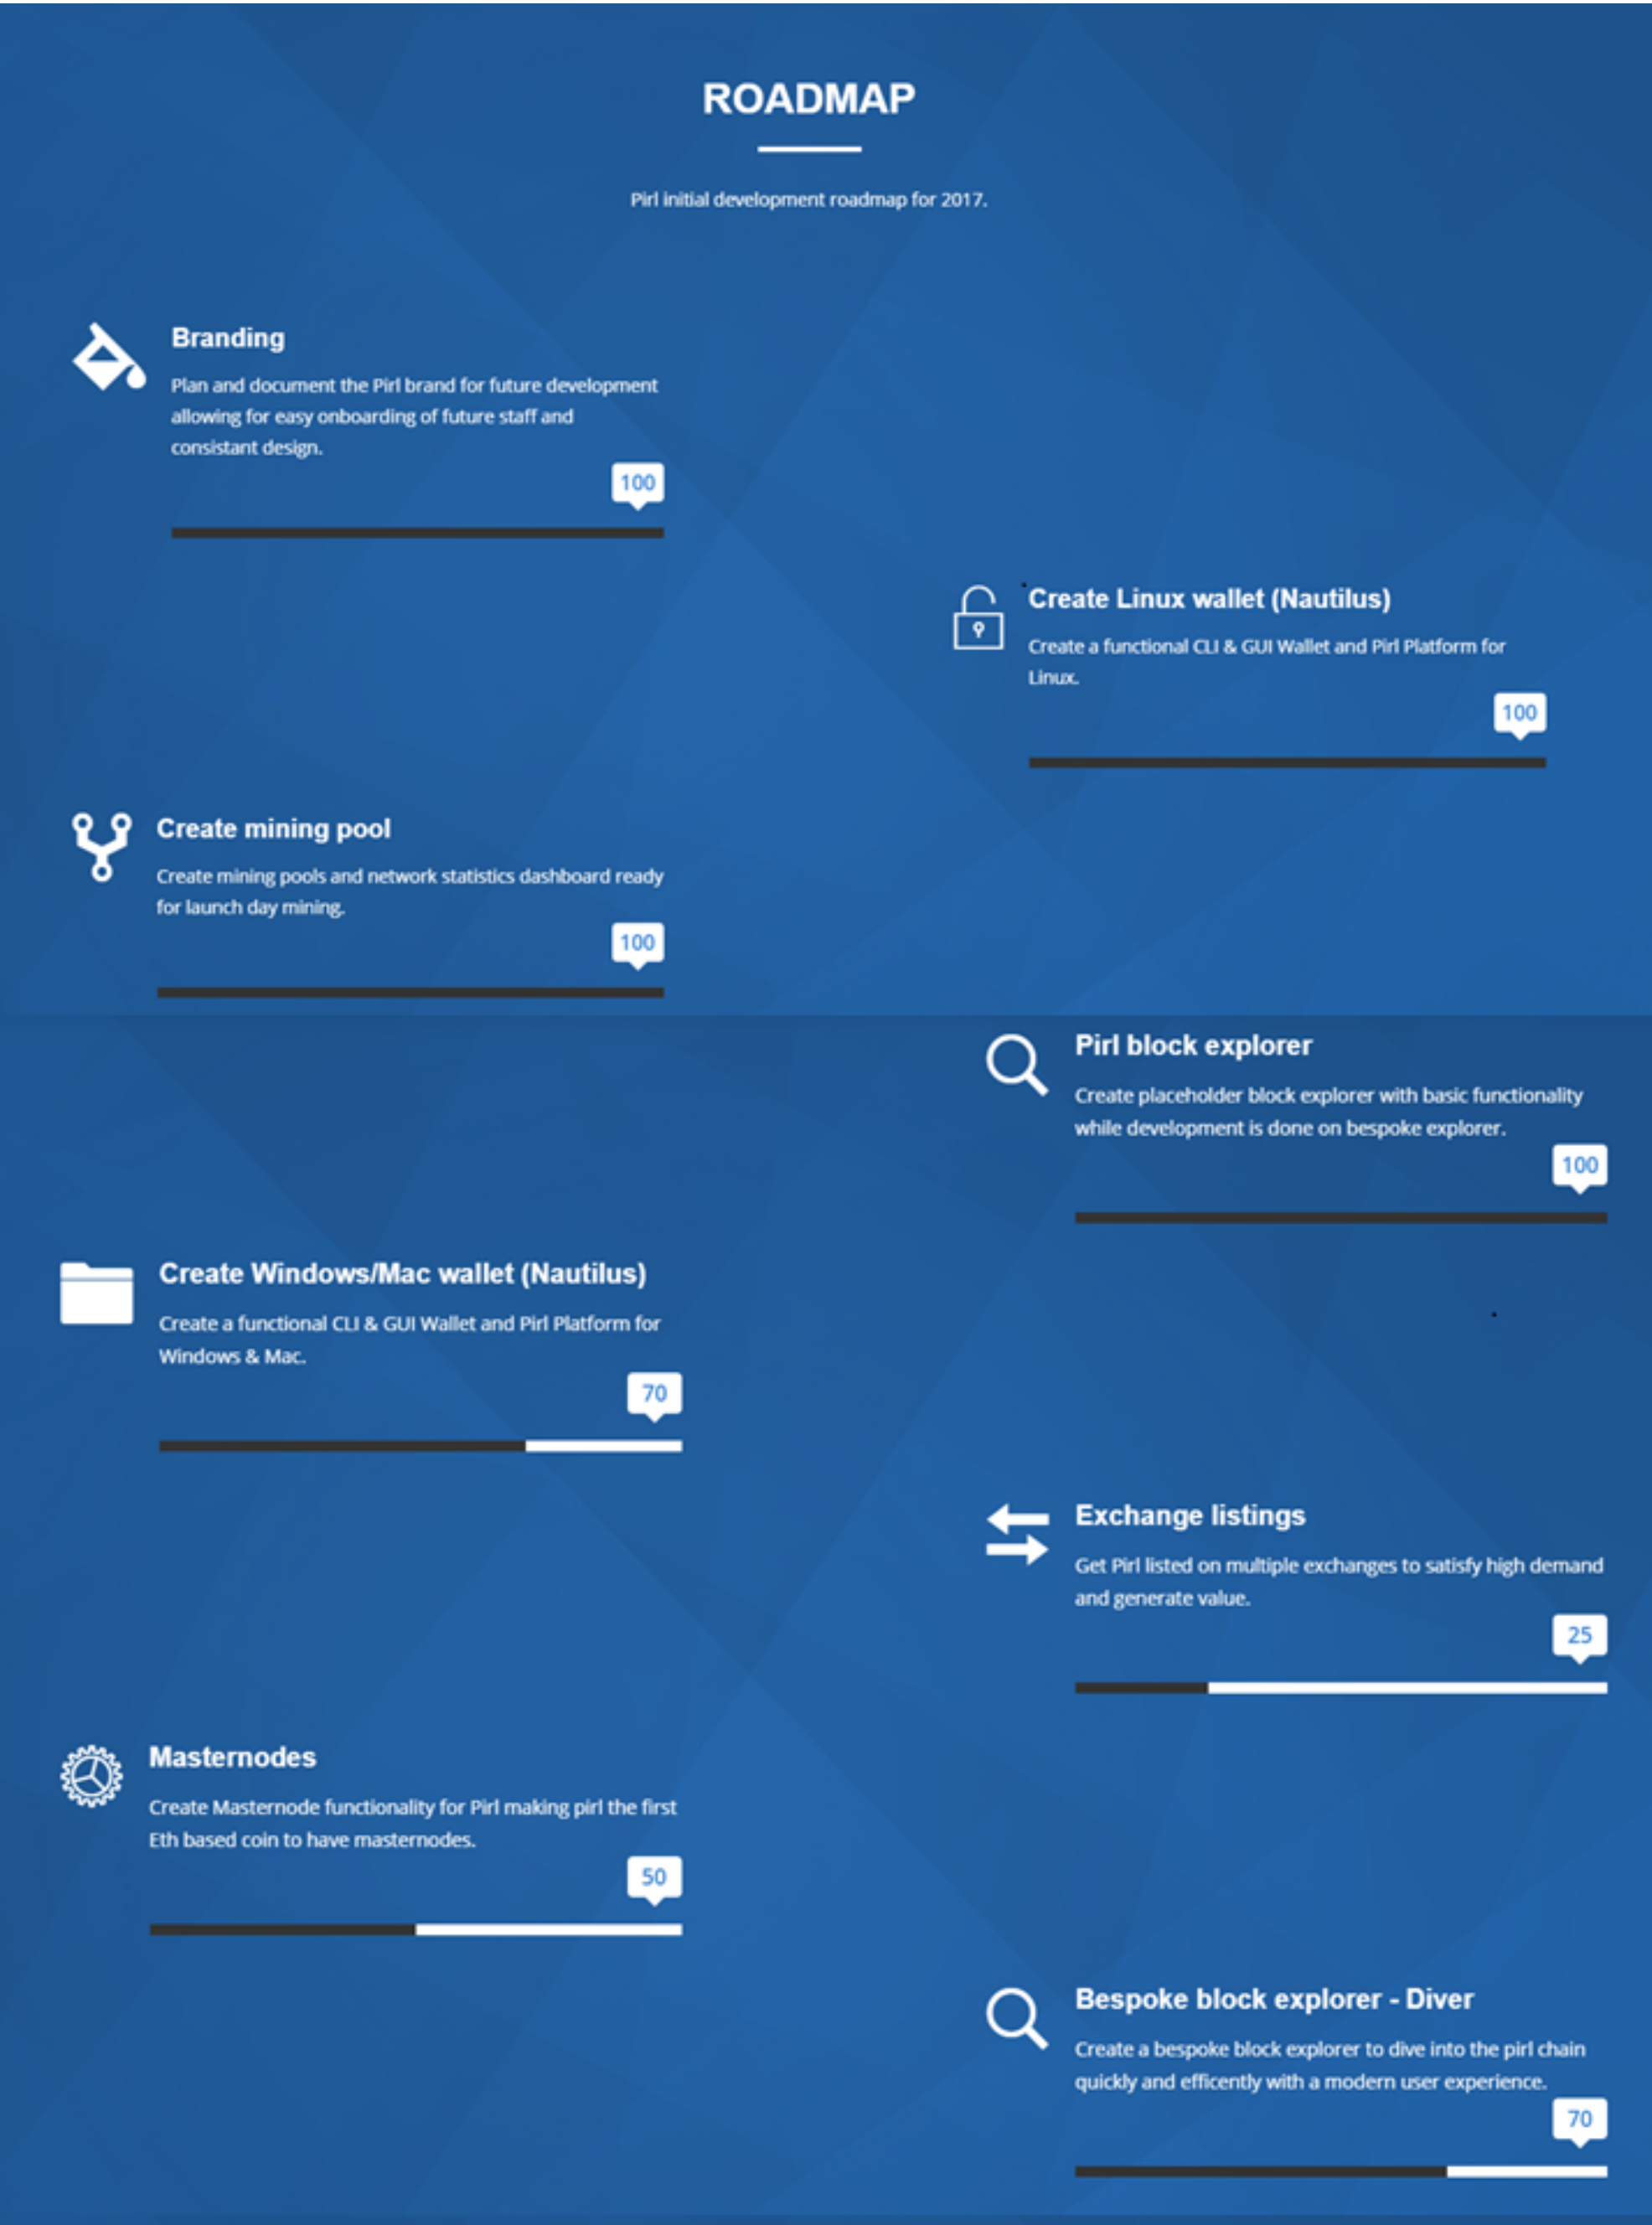 ROADMAP
Pirl initial development roadmap for 2017.
Branding
Plan and document the Pirl brand for future development
allowing for easy onboarding of future staff and
consistant design.
100
Create Linux wallet (Nautilus)
Create a functional CLI & GUI Wallet and Pirl Platform for
Linux.
100
Create mining pool
Create mining pools and network statistics dashboard ready
for launch day mining.
100
Pirl block explorer
Create placeholder block explorer with basic functionality
while development is done on bespoke explorer.
100
Create Windows/Mac wallet (Nautilus)
Create a functional CLI & GUI Wallet and Pirl Platform for
Windows & Mac.
70
Exchange listings
Get Pirl listed on multiple exchanges to satisfy high demand
and generate value.
25
Masternodes
Create Masternode functionality for Pirl making pirl the first
Eth based coin to have masternodes.
50
Bespoke block explorer - Diver
Create a bespoke block explorer to dive into the pirl chain
quickly and efficently with a modern user experience.
70